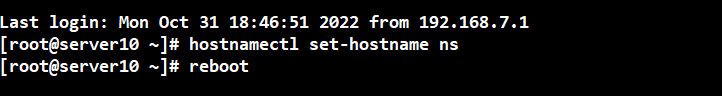 Last login: Mon Oct 31 18:46:51 2022 from 192.168.7.1
[root@server10 ~]# hostnamectl set-hostname ns
[root@server10 ~]# reboot